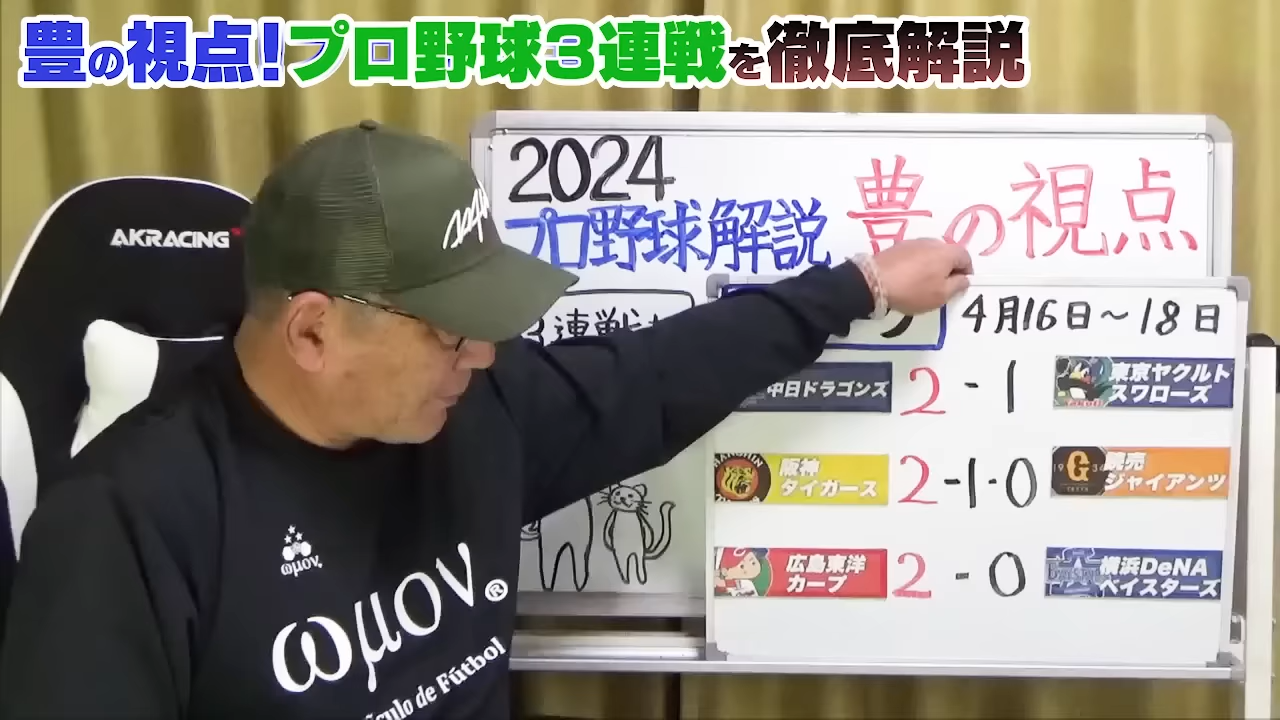 豊の視点!プロ野球3連戦を徹底解説
2024
プロ野球解説
豊の視点
AKRACING
4月16日～18日
中日ドラゴンズ 2-1 東京ヤクルトスワローズ
阪神タイガース 2-1-0 読売ジャイアンツ
広島東洋カープ 2-0 横浜DeNAベイスターズ
ωμον.
ωμον®
de Fútbol